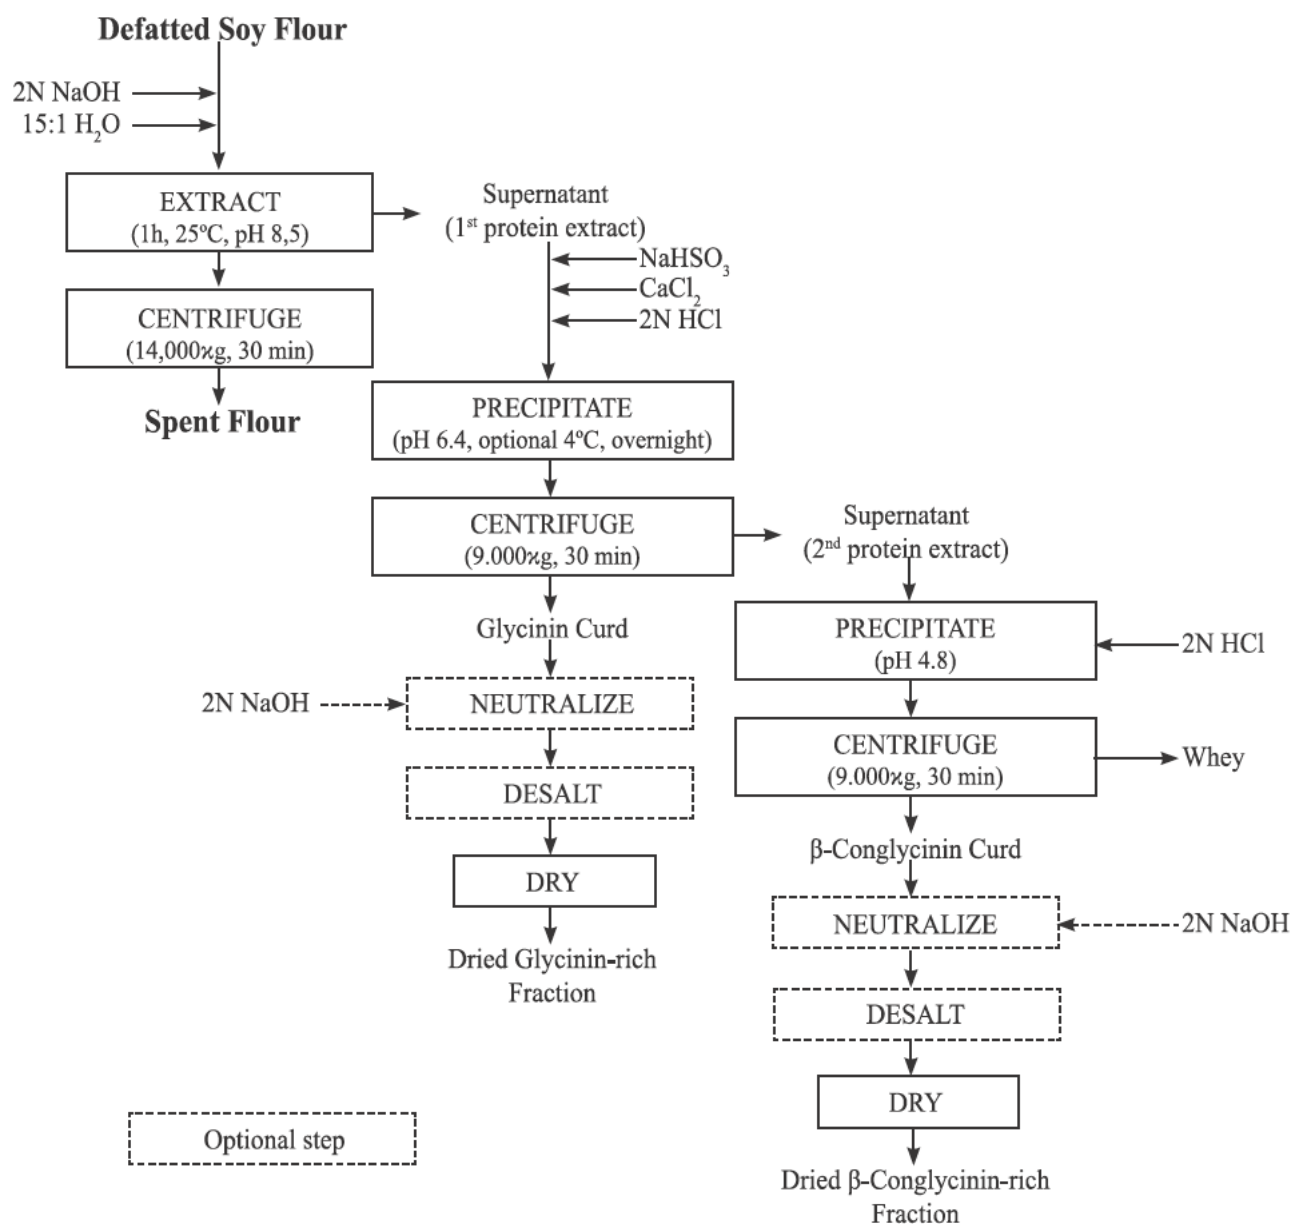 Defatted Soy Flour
2N NaOH
15:1 H₂O
EXTRACT
(1h, 25ºC, pH 8,5)
CENTRIFUGE
(14,000×g, 30 min)
Spent Flour
Supernatant
(1ˢᵗ protein extract)
NaHSO₃
CaCl₂
2N HCl
PRECIPITATE
(pH 6.4, optional 4ºC, overnight)
CENTRIFUGE
(9.000×g, 30 min)
Glycinin Curd
2N NaOH
NEUTRALIZE
DESALT
DRY
Dried Glycinin-rich
Fraction
Supernatant
(2ⁿᵈ protein extract)
PRECIPITATE
(pH 4.8)
2N HCl
CENTRIFUGE
(9.000×g, 30 min)
Whey
β-Conglycinin Curd
NEUTRALIZE
2N NaOH
DESALT
DRY
Dried β-Conglycinin-rich
Fraction
Optional step